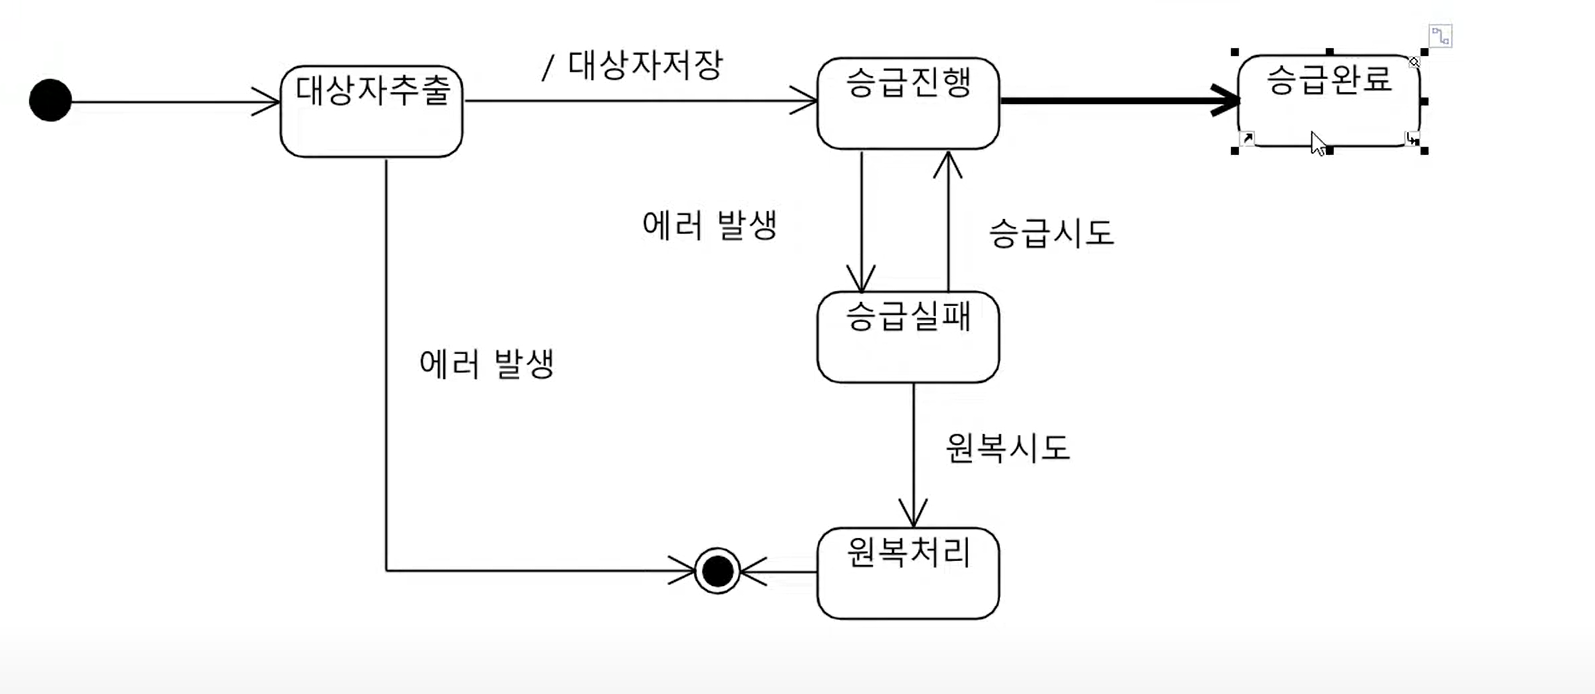 대상자추출
/ 대상자저장
승급진행
승급완료
에러 발생
승급시도
승급실패
에러 발생
원복시도
원복처리